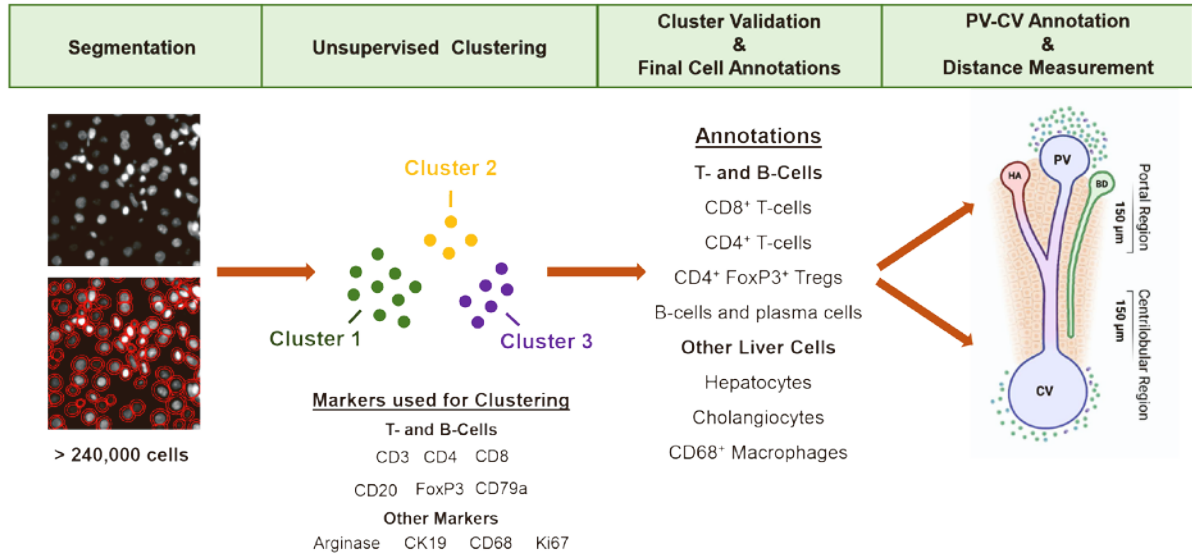 Segmentation
Unsupervised Clustering
Cluster Validation
&
Final Cell Annotations
PV-CV Annotation
&
Distance Measurement
> 240,000 cells
Cluster 2
Cluster 1
Cluster 3
Markers used for Clustering
T- and B-Cells
CD3 CD4 CD8
CD20 FoxP3 CD79a
Other Markers
Arginase CK19 CD68 Ki67
Annotations
T- and B-Cells
CD8⁺ T-cells
CD4⁺ T-cells
CD4⁺ FoxP3⁺ Tregs
B-cells and plasma cells
Other Liver Cells
Hepatocytes
Cholangiocytes
CD68⁺ Macrophages
PV
HA
BD
CV
Portal Region
150 μm
Centrilobular Region
150 μm